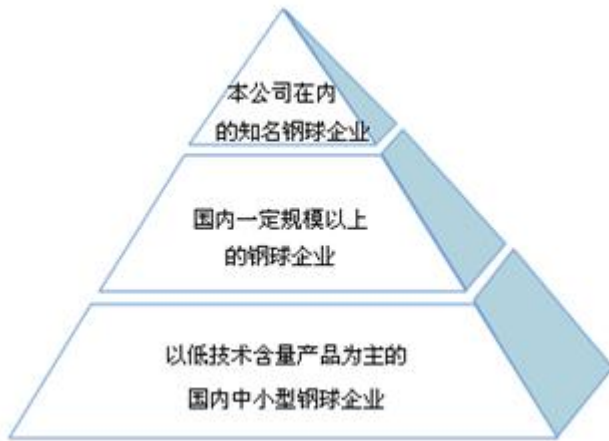 本公司在内
的知名钢球企业
国内一定规模以上
的钢球企业
以低技术含量产品为主的
国内中小型钢球企业